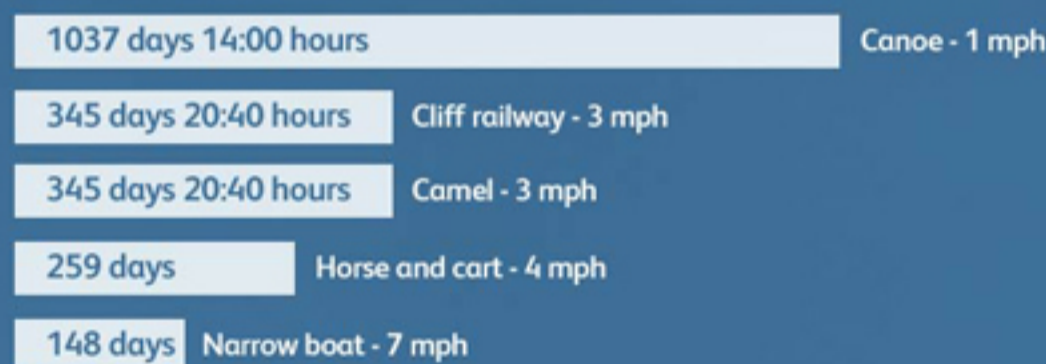 1037 days 14:00 hours Canoe - 1 mph
345 days 20:40 hours Cliff railway - 3 mph
345 days 20:40 hours Camel - 3 mph
259 days Horse and cart - 4 mph
148 days Narrow boat - 7 mph